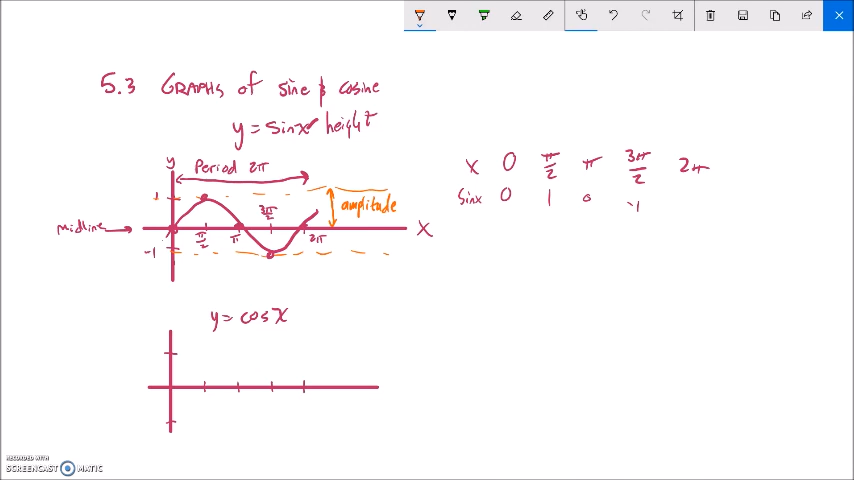 5.3 GRAPHS of sine & cosine
y = sinx height
y
Period 2π
1
amplitude
midline
3π/2
X
π/2 π 2π
-1
x 0 π/2 π 3π/2 2π
sinx 0 1 0 -1
y = cosx
RECORDED WITH
SCREENCAST MATIC